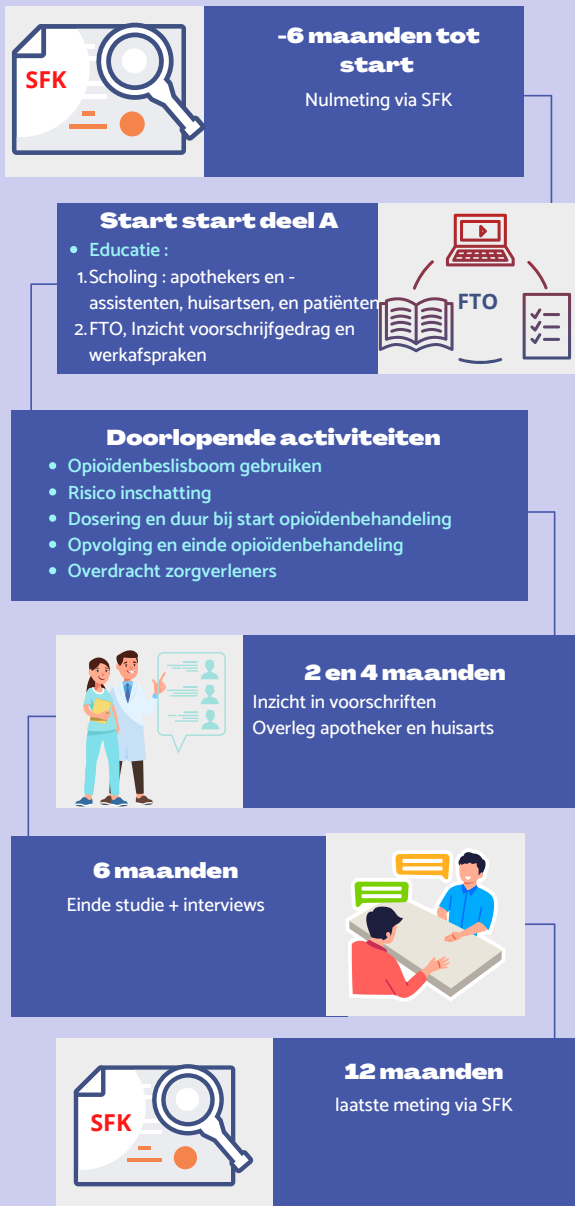 SFK
-6 maanden tot
start
Nulmeting via SFK
Start start deel A
• Educatie :
1. Scholing : apothekers en -
assistenten, huisartsen, en patiënten
2. FTO, Inzicht voorschrijfgedrag en
werkafspraken
FTO
Doorlopende activiteiten
• Opioïdenbeslisboom gebruiken
• Risico inschatting
• Dosering en duur bij start opioïdenbehandeling
• Opvolging en einde opioïdenbehandeling
• Overdracht zorgverleners
2 en 4 maanden
Inzicht in voorschriften
Overleg apotheker en huisarts
6 maanden
Einde studie + interviews
SFK
12 maanden
laatste meting via SFK